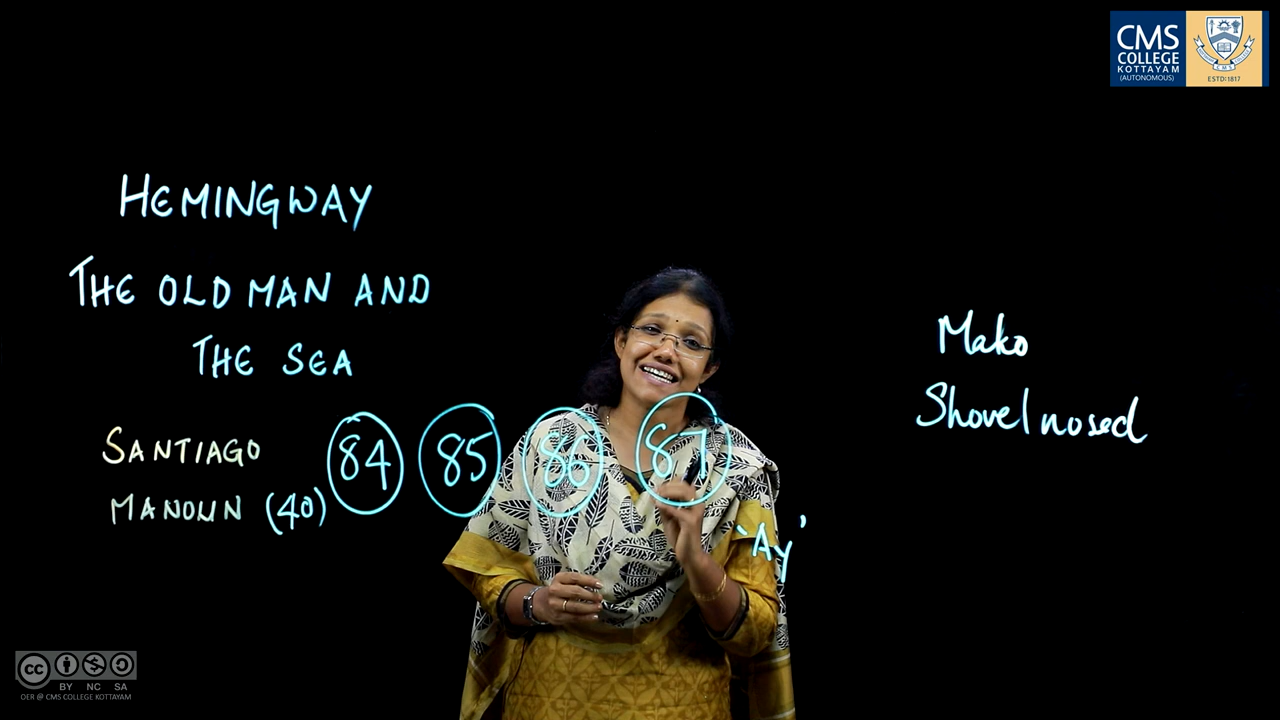 CMS
COLLEGE
KOTTAYAM
(AUTONOMOUS)
ESTD:1817
HEMINGWAY
THE OLD MAN AND
THE SEA
SANTIAGO
MANOLIN (40)
84 85 86 87
'Ay'
Mako
Shovel nosed
cc BY NC SA
OER @ CMS COLLEGE KOTTAYAM